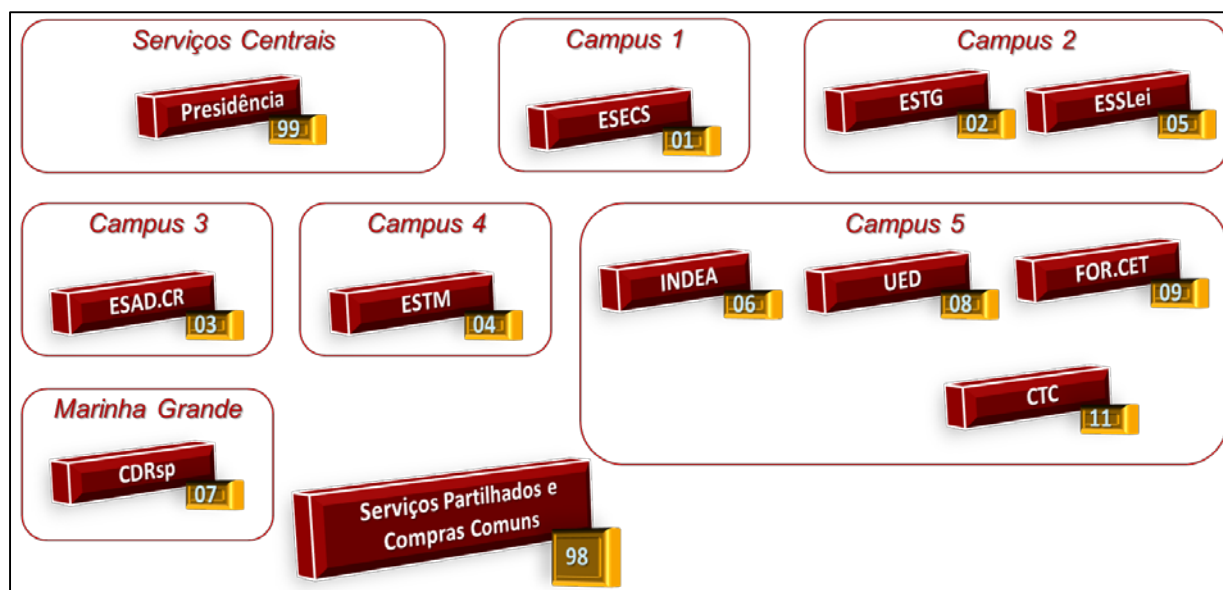 Serviços Centrais
Presidência
99
Campus 1
ESECS
01
Campus 2
ESTG
02
ESSLei
05
Campus 3
ESAD.CR
03
Campus 4
ESTM
04
Campus 5
INDEA
06
UED
08
FOR.CET
09
CTC
11
Marinha Grande
CDRsp
07
Serviços Partilhados e
Compras Comuns
98